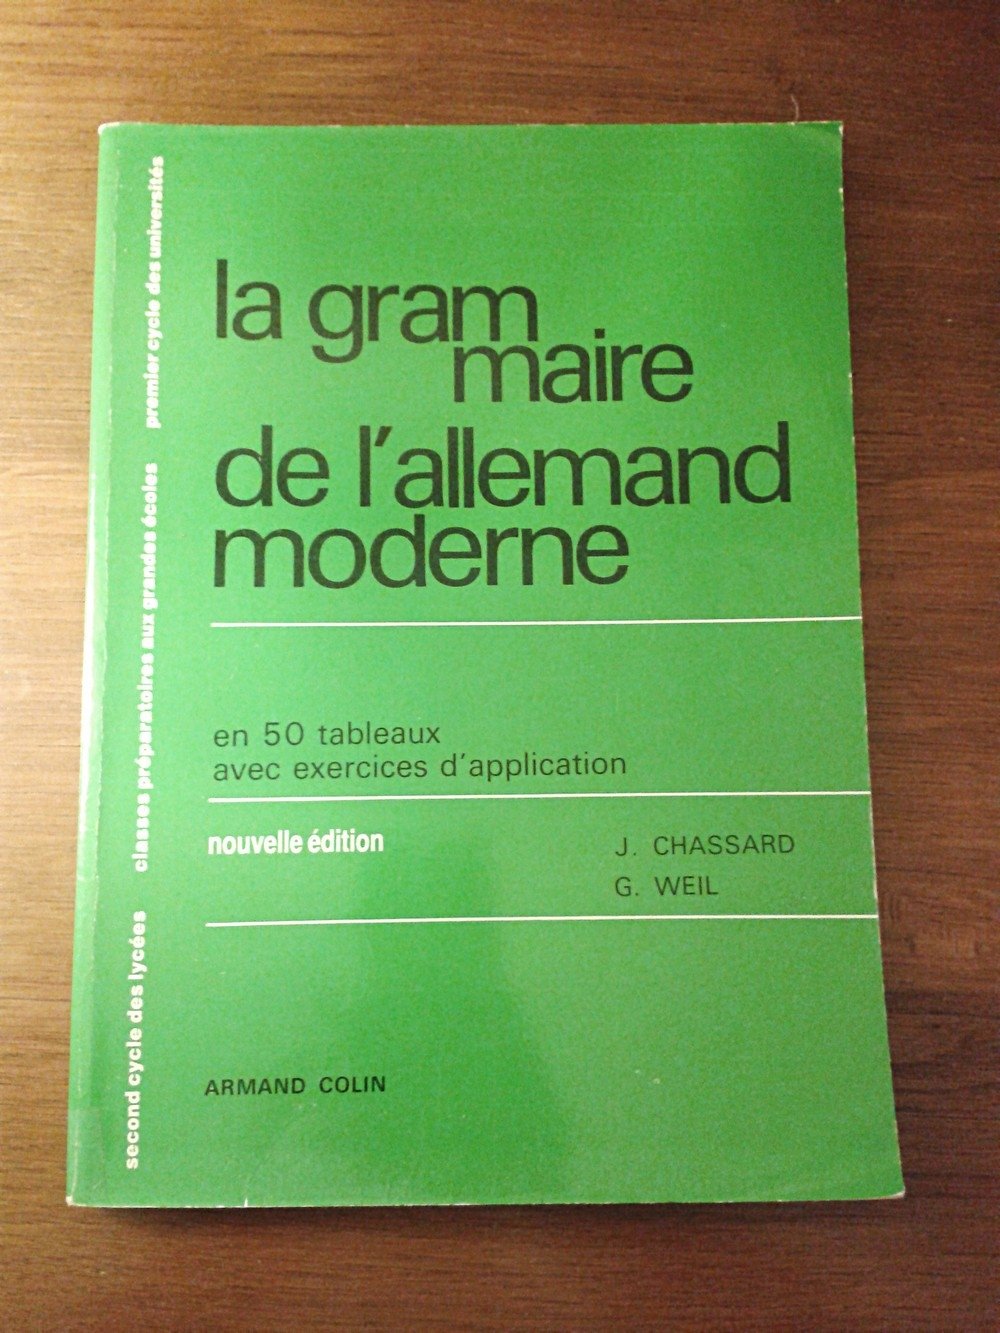 la gram
maire
de l'allemand
moderne
en 50 tableaux
avec exercices d'application
nouvelle édition
J. CHASSARD
G. WEIL
ARMAND COLIN
second cycle des lycées classes préparatoires aux grandes écoles premier cycle des universités